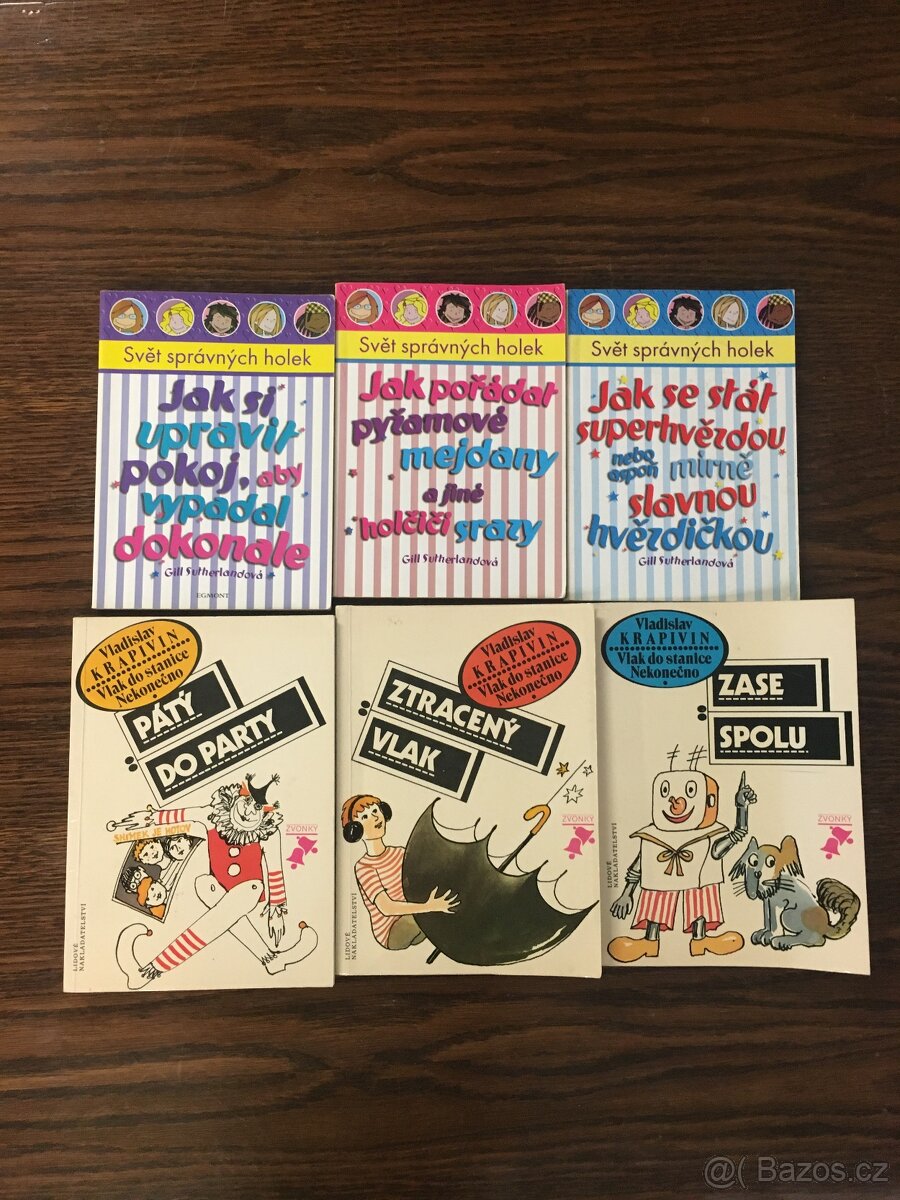 Svět správných holek
Jak si
upravit
pokoj, aby
vypadal
dokonale
Gill Sutherlandová
EGMONT
Svět správných holek
Jak pořádat
pyžamové
mejdany
a jiné
holčičí srazy
Gill Sutherlandová
Svět správných holek
Jak se stát
superhvězdou
nebo
aspoň mírně
slavnou
hvězdičkou
Gill Sutherlandová
Vladislav
KRAPIVIN
Vlak do stanice
Nekonečno
PÁTÝ
DO PARTY
SNÍMEK JE HOTOV
ZVONKY
LIDOVÉ
NAKLADATELSTVÍ
Vladislav
KRAPIVIN
Vlak do stanice
Nekonečno
ZTRACENÝ
VLAK
ZVONKY
LIDOVÉ
NAKLADATELSTVÍ
Vladislav
KRAPIVIN
Vlak do stanice
Nekonečno
ZASE
SPOLU
ZVONKY
LIDOVÉ
NAKLADATELSTVÍ
@( Bazos.cz